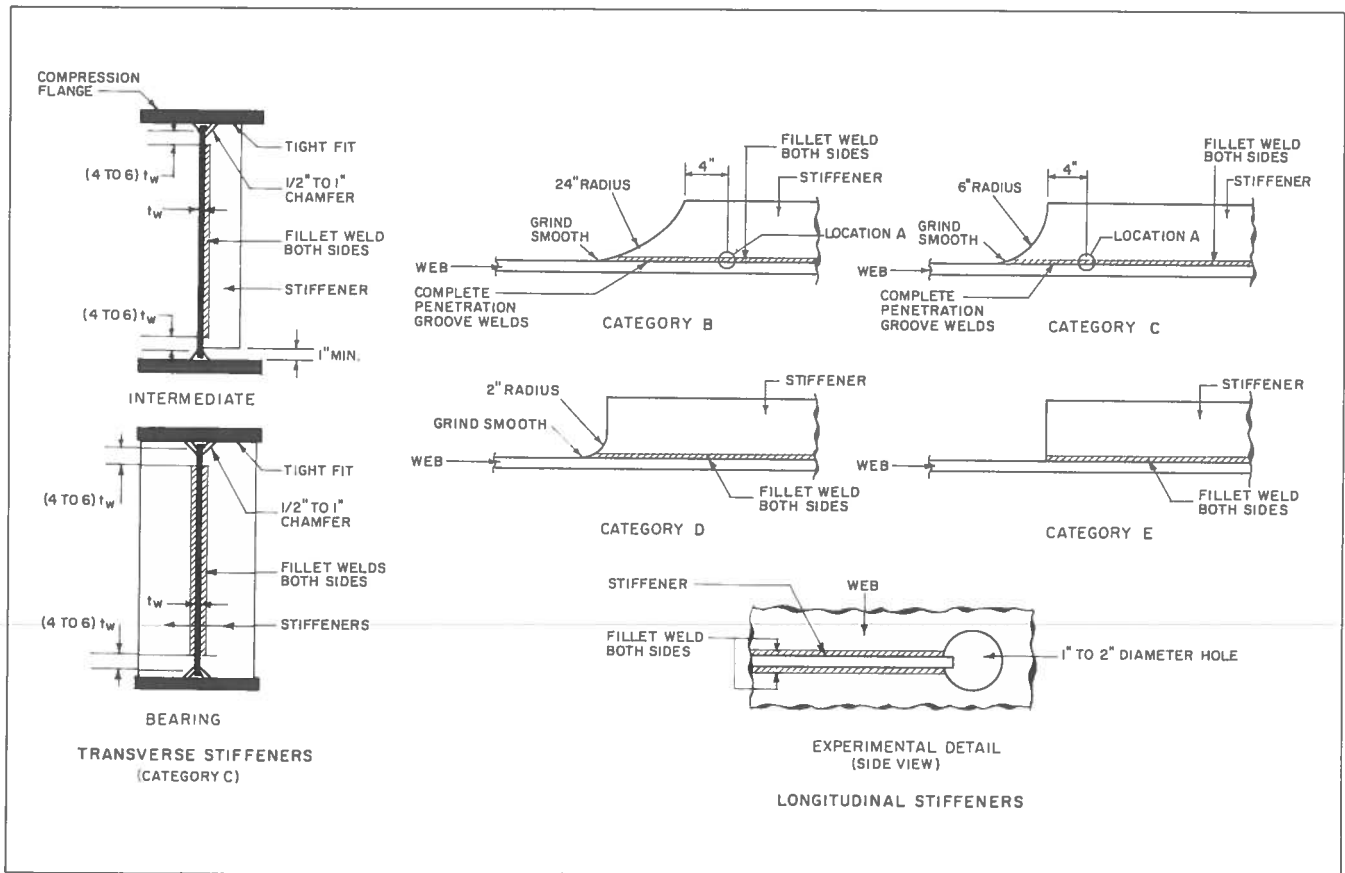 COMPRESSION
FLANGE
TIGHT FIT
(4 TO 6) tw
1/2" TO 1"
CHAMFER
tw
FILLET WELD
BOTH SIDES
STIFFENER
(4 TO 6) tw
1" MIN.
INTERMEDIATE
TIGHT FIT
(4 TO 6) tw
1/2" TO 1"
CHAMFER
FILLET WELDS
BOTH SIDES
tw
(4 TO 6) tw
STIFFENERS
BEARING
TRANSVERSE STIFFENERS
(CATEGORY C)
FILLET WELD
BOTH SIDES
4"
STIFFENER
24" RADIUS
GRIND
SMOOTH
LOCATION A
WEB
COMPLETE
PENETRATION
GROOVE WELDS
CATEGORY B
FILLET WELD
BOTH SIDES
4"
STIFFENER
6" RADIUS
GRIND
SMOOTH
LOCATION A
WEB
COMPLETE
PENETRATION
GROOVE WELDS
CATEGORY C
STIFFENER
2" RADIUS
GRIND SMOOTH
WEB
FILLET WELD
BOTH SIDES
CATEGORY D
STIFFENER
WEB
FILLET WELD
BOTH SIDES
CATEGORY E
STIFFENER
WEB
FILLET WELD
BOTH SIDES
1" TO 2" DIAMETER HOLE
EXPERIMENTAL DETAIL
(SIDE VIEW)
LONGITUDINAL STIFFENERS